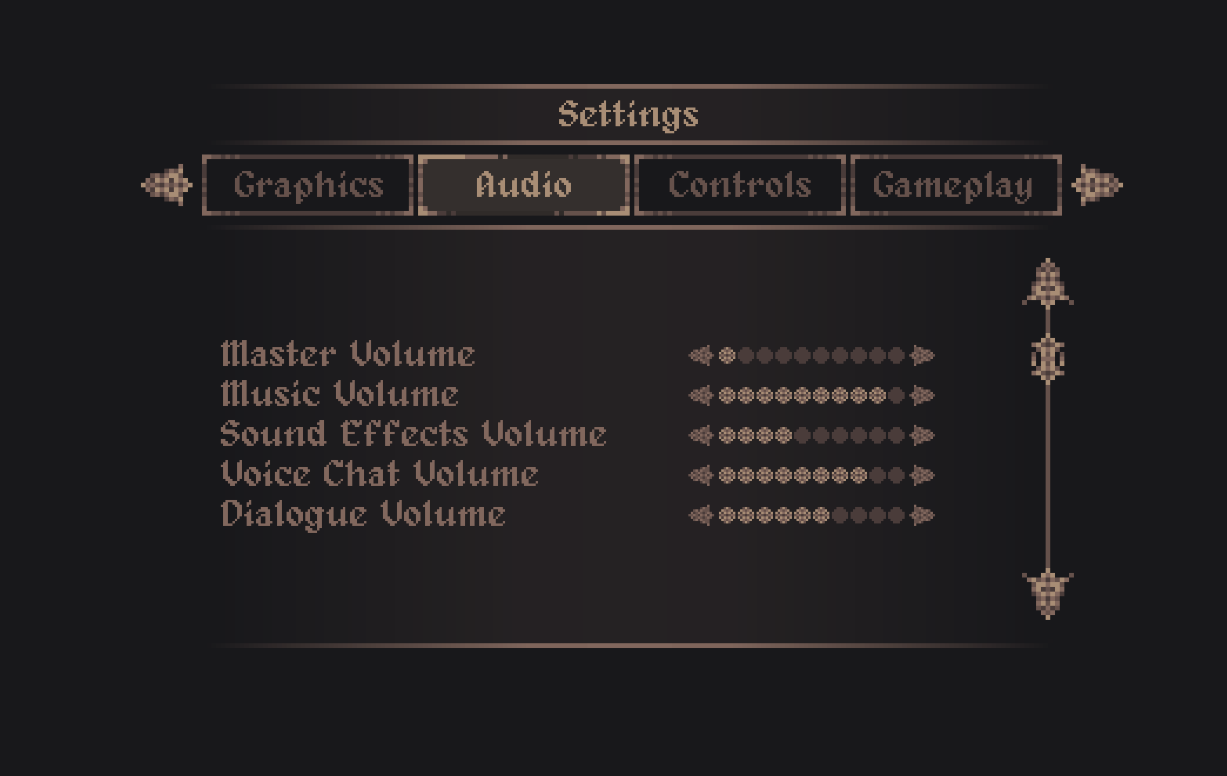 Settings
Graphics Audio Controls Gameplay
Master Volume
Music Volume
Sound Effects Volume
Voice Chat Volume
Dialogue Volume